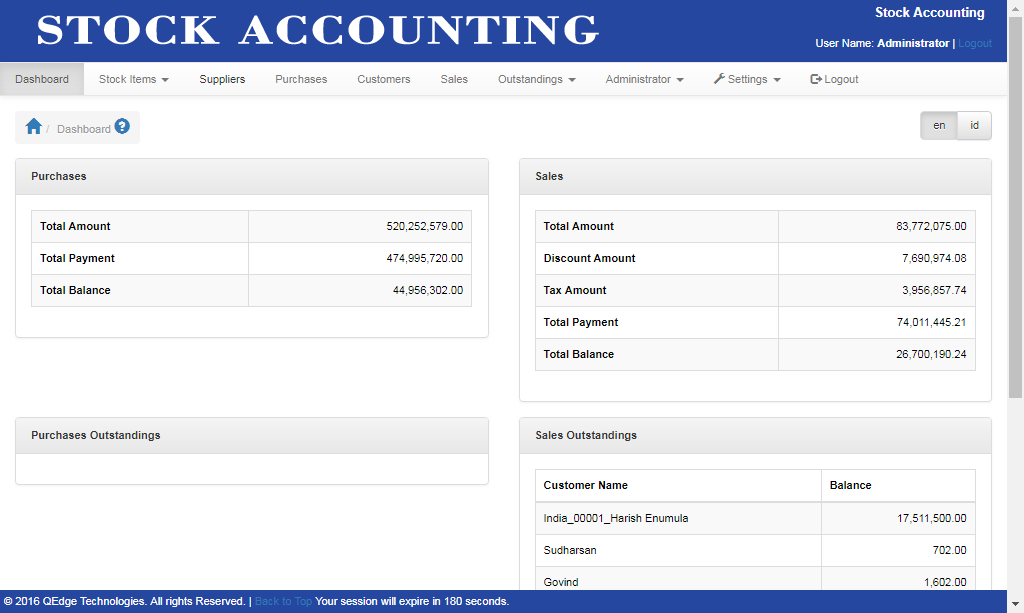 STOCK ACCOUNTING
Stock Accounting
User Name: Administrator | Logout
Dashboard Stock Items Suppliers Purchases Customers Sales Outstandings Administrator Settings Logout
/ Dashboard ?
en id
Purchases
Total Amount 520,252,579.00
Total Payment 474,995,720.00
Total Balance 44,956,302.00
Sales
Total Amount 83,772,075.00
Discount Amount 7,690,974.08
Tax Amount 3,956,857.74
Total Payment 74,011,445.21
Total Balance 26,700,190.24
Purchases Outstandings
Sales Outstandings
Customer Name Balance
India_00001_Harish Enumula 17,511,500.00
Sudharsan 702.00
Govind 1,602.00
© 2016 QEdge Technologies. All rights Reserved. | Back to Top Your session will expire in 180 seconds.